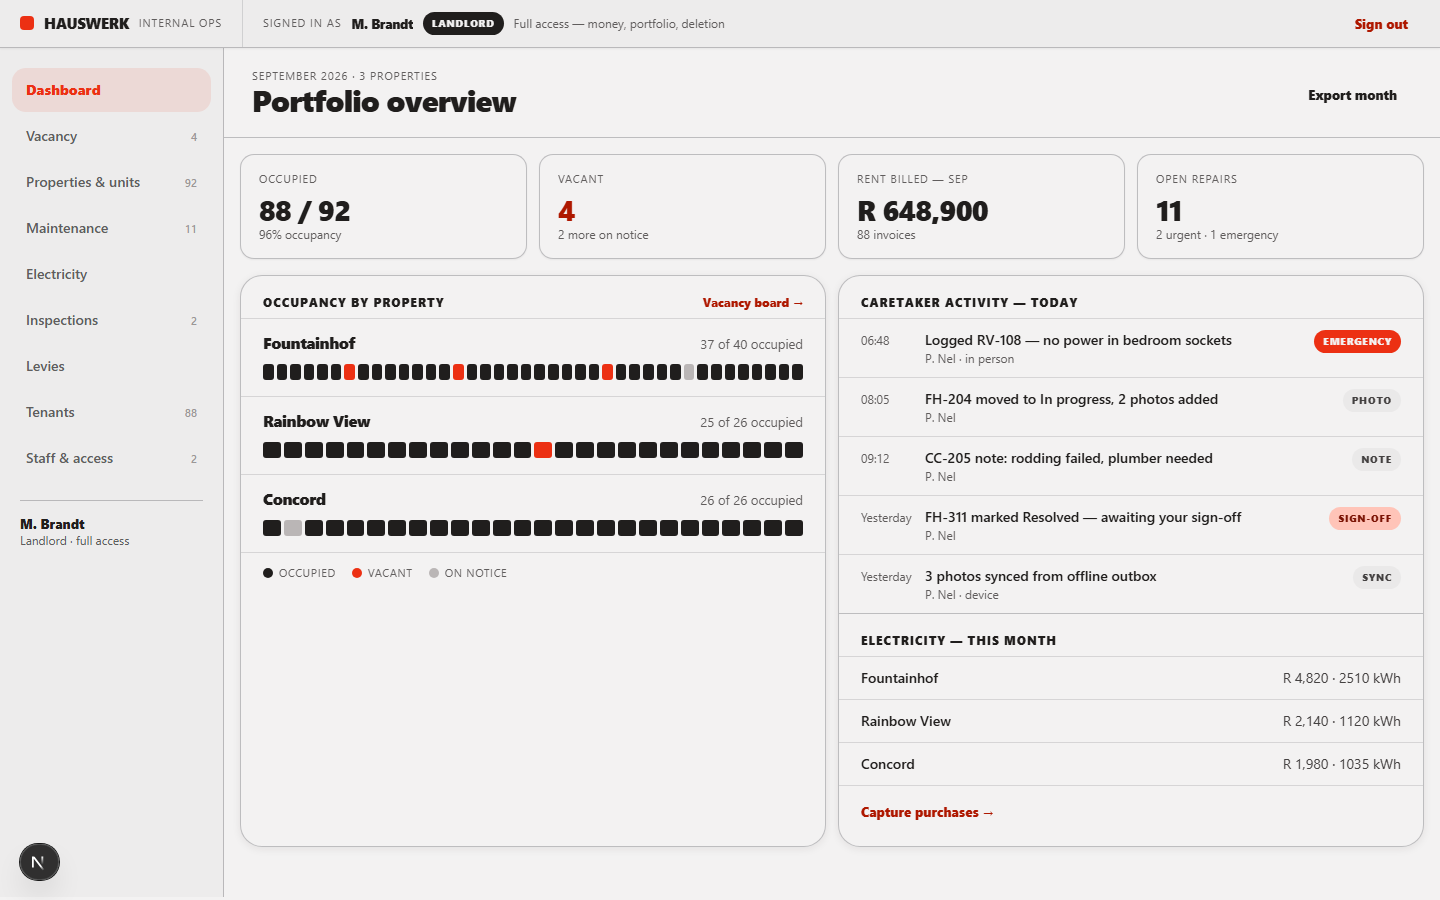 HAUSWERK INTERNAL OPS
SIGNED IN AS M. Brandt LANDLORD Full access — money, portfolio, deletion
Sign out
Dashboard
Vacancy 4
Properties & units 92
Maintenance 11
Electricity
Inspections 2
Levies
Tenants 88
Staff & access 2
M. Brandt
Landlord · full access
N
SEPTEMBER 2026 · 3 PROPERTIES
Portfolio overview
Export month
OCCUPIED
88 / 92
96% occupancy
VACANT
4
2 more on notice
RENT BILLED — SEP
R 648,900
88 invoices
OPEN REPAIRS
11
2 urgent · 1 emergency
OCCUPANCY BY PROPERTY Vacancy board →
Fountainhof 37 of 40 occupied
Rainbow View 25 of 26 occupied
Concord 26 of 26 occupied
OCCUPIED VACANT ON NOTICE
CARETAKER ACTIVITY — TODAY
06:48 Logged RV-108 — no power in bedroom sockets EMERGENCY
P. Nel · in person
08:05 FH-204 moved to In progress, 2 photos added PHOTO
P. Nel
09:12 CC-205 note: rodding failed, plumber needed NOTE
P. Nel
Yesterday FH-311 marked Resolved — awaiting your sign-off SIGN-OFF
P. Nel
Yesterday 3 photos synced from offline outbox SYNC
P. Nel · device
ELECTRICITY — THIS MONTH
Fountainhof R 4,820 · 2510 kWh
Rainbow View R 2,140 · 1120 kWh
Concord R 1,980 · 1035 kWh
Capture purchases →